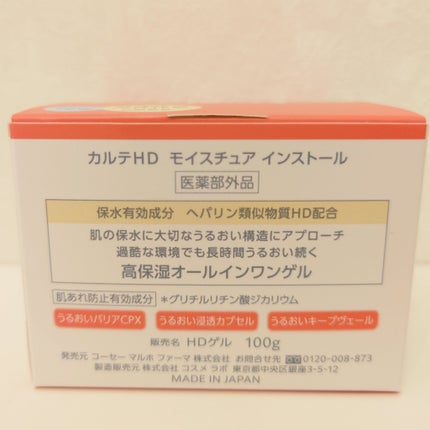 カルテHD モイスチュア インストール
医薬部外品
保水有効成分 ヘパリン類似物質HD配合
肌の保水に大切なうるおい構造にアプローチ
過酷な環境でも長時間うるおい続く
高保湿オールインワンゲル
肌あれ防止有効成分 *グリチルリチン酸ジカリウム
うるおいバリアCPX うるおい浸透カプセル うるおいキープヴェール
販売名 HDゲル 100g
発売元 コーセー マルホ ファーマ 株式会社 お問合せ先 0120-008-873
製造販売元 株式会社 コスメ ラボ 東京都中央区銀座3-5-12
MADE IN JAPAN